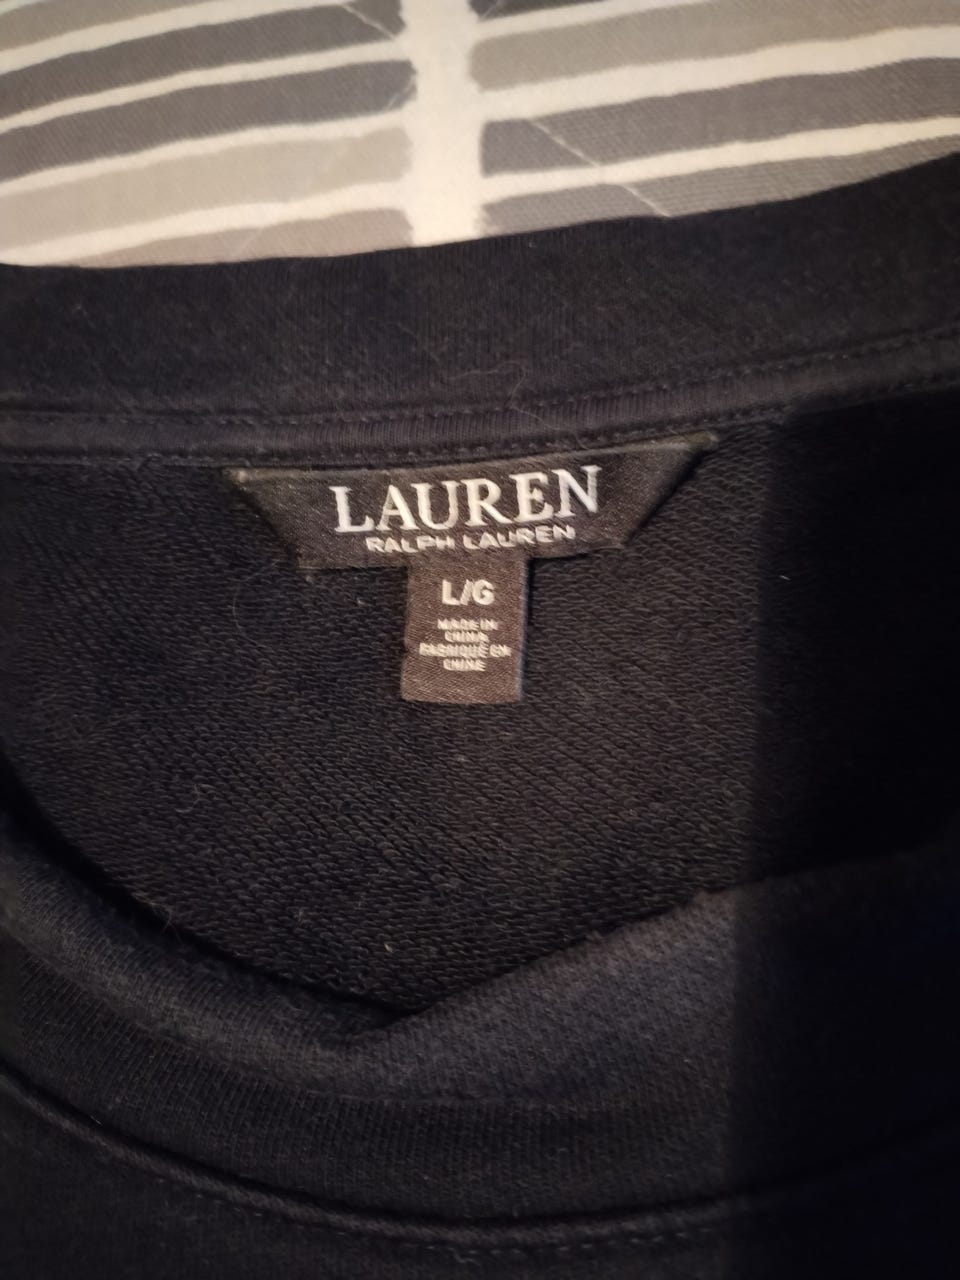 LAUREN
RALPH LAUREN
L/G
MADE IN
CHINA
FABRIQUÉ EN
CHINE